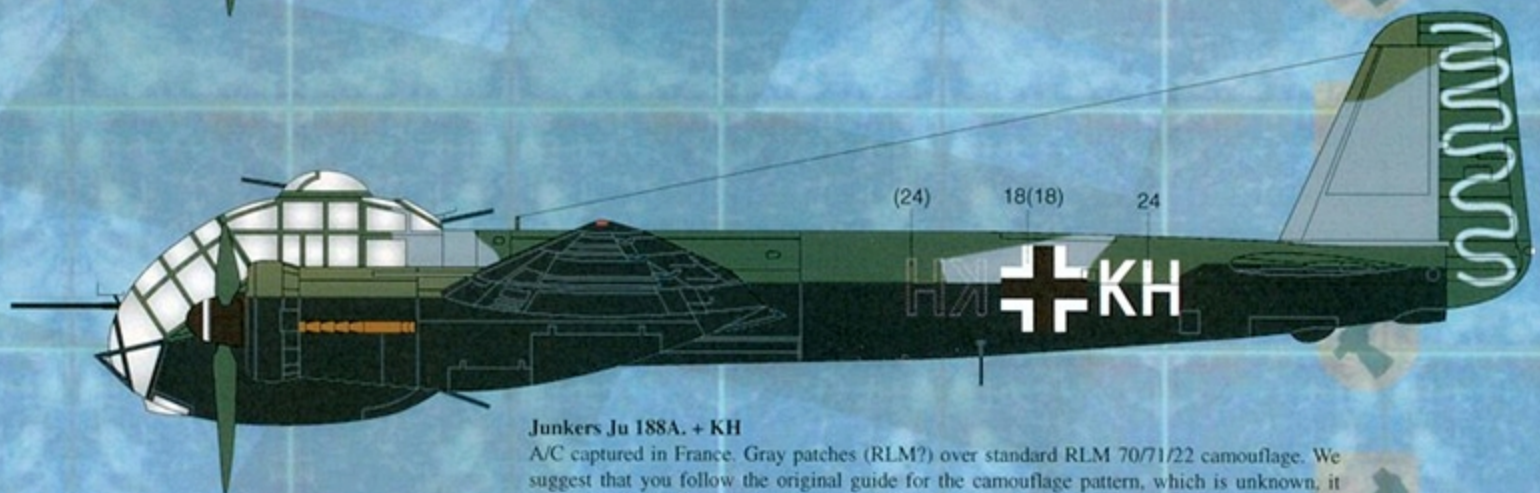 (24) 18(18) 24
HK KH
Junkers Ju 188A. + KH
A/C captured in France. Gray patches (RLM?) over standard RLM 70/71/22 camouflage. We
suggest that you follow the original guide for the camouflage pattern, which is unknown, it